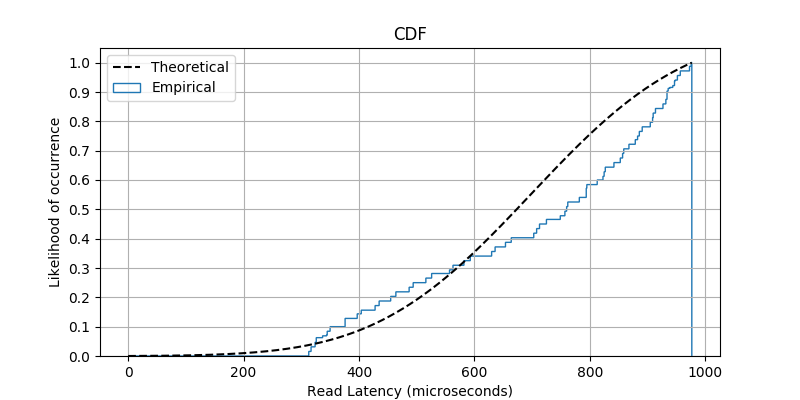 CDF
Theoretical
Empirical
Likelihood of occurrence
1.0
0.9
0.8
0.7
0.6
0.5
0.4
0.3
0.2
0.1
0.0
0 200 400 600 800 1000
Read Latency (microseconds)